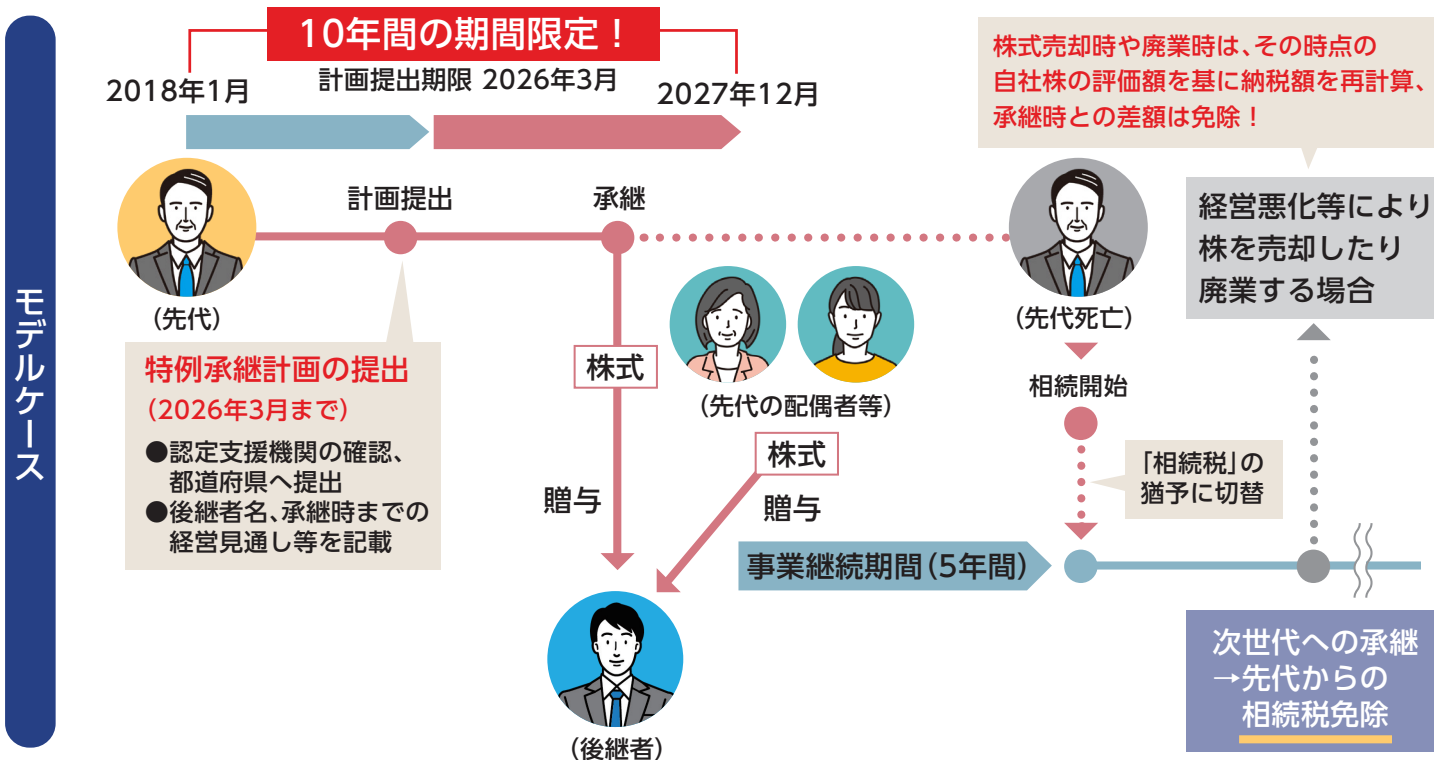 モデルケース
10年間の期間限定！
2018年1月
計画提出期限 2026年3月
2027年12月
株式売却時や廃業時は、その時点の
自社株の評価額を基に納税額を再計算、
承継時との差額は免除！
計画提出
承継
経営悪化等により
株を売却したり
廃業する場合
(先代)
(先代死亡)
特例承継計画の提出
(2026年3月まで)
●認定支援機関の確認、
都道府県へ提出
●後継者名、承継時までの
経営見通し等を記載
株式
(先代の配偶者等)
相続開始
株式
「相続税」の
猶予に切替
贈与
贈与
事業継続期間(5年間)
次世代への承継
→先代からの
相続税免除
(後継者)